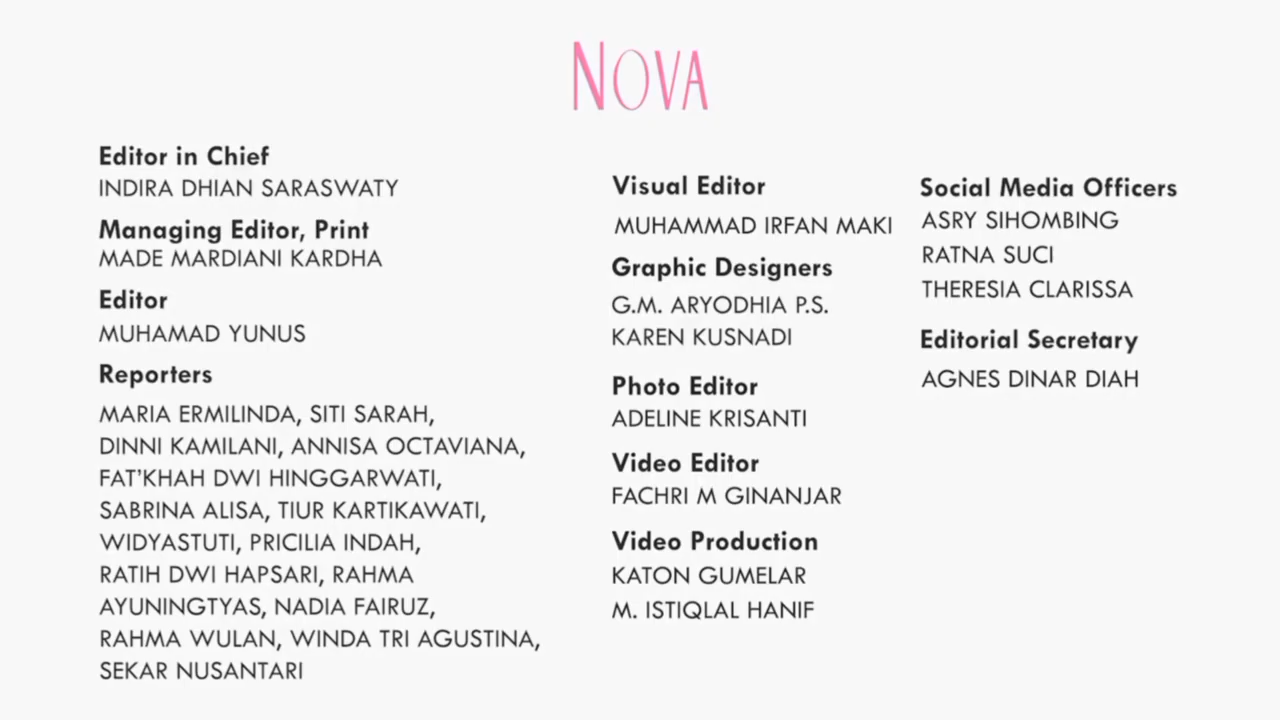 NOVA
Editor in Chief
INDIRA DHIAN SARASWATY
Managing Editor, Print
MADE MARDIANI KARDHA
Editor
MUHAMAD YUNUS
Reporters
MARIA ERMILINDA, SITI SARAH,
DINNI KAMILANI, ANNISA OCTAVIANA,
FAT'KHAH DWI HINGGARWATI,
SABRINA ALISA, TIUR KARTIKAWATI,
WIDYASTUTI, PRICILIA INDAH,
RATIH DWI HAPSARI, RAHMA
AYUNINGTYAS, NADIA FAIRUZ,
RAHMA WULAN, WINDA TRI AGUSTINA,
SEKAR NUSANTARI
Visual Editor
MUHAMMAD IRFAN MAKI
Graphic Designers
G.M. ARYODHIA P.S.
KAREN KUSNADI
Photo Editor
ADELINE KRISANTI
Video Editor
FACHRI M GINANJAR
Video Production
KATON GUMELAR
M. ISTIQLAL HANIF
Social Media Officers
ASRY SIHOMBING
RATNA SUCI
THERESIA CLARISSA
Editorial Secretary
AGNES DINAR DIAH